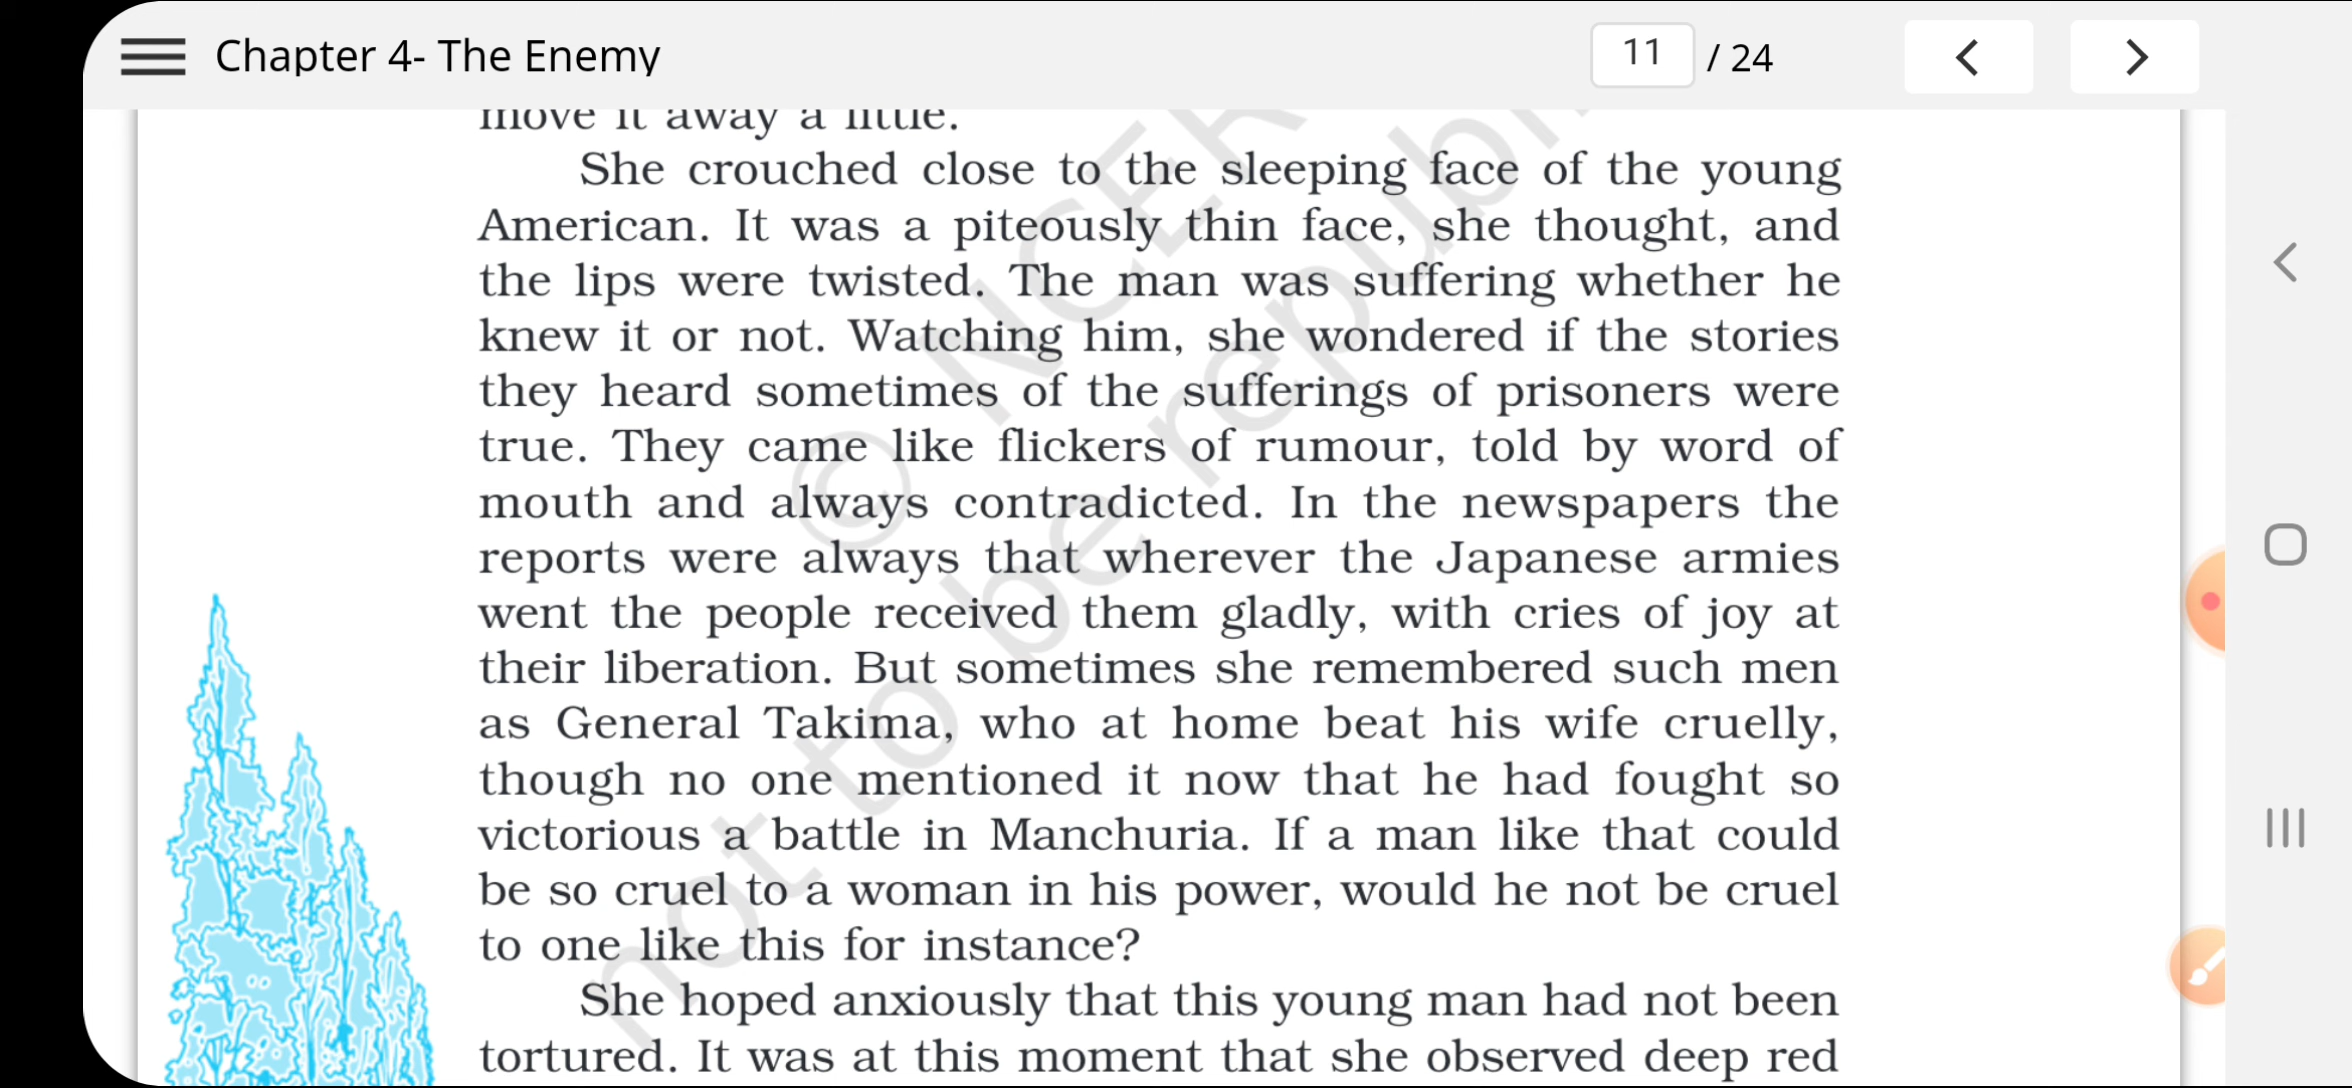 Chapter 4- The Enemy
11 / 24
move it away a little.
She crouched close to the sleeping face of the young
American. It was a piteously thin face, she thought, and
the lips were twisted. The man was suffering whether he
knew it or not. Watching him, she wondered if the stories
they heard sometimes of the sufferings of prisoners were
true. They came like flickers of rumour, told by word of
mouth and always contradicted. In the newspapers the
reports were always that wherever the Japanese armies
went the people received them gladly, with cries of joy at
their liberation. But sometimes she remembered such men
as General Takima, who at home beat his wife cruelly,
though no one mentioned it now that he had fought so
victorious a battle in Manchuria. If a man like that could
be so cruel to a woman in his power, would he not be cruel
to one like this for instance?
She hoped anxiously that this young man had not been
tortured. It was at this moment that she observed deep red
© NCER
not to be republi